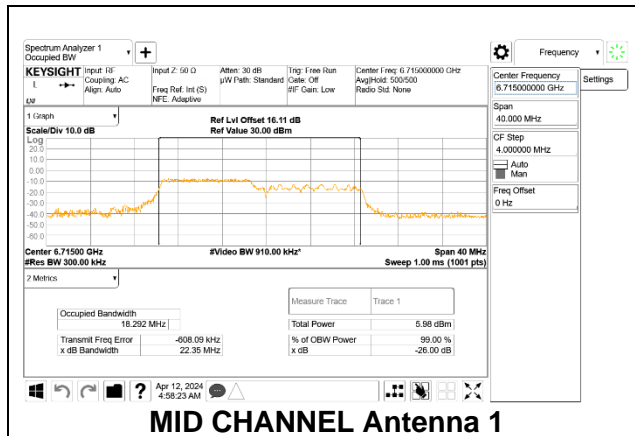 Spectrum Analyzer 1
Occupied BW
Frequency
KEYSIGHT Input: RF Input Z: 50 Ω Atten: 30 dB Trig: Free Run Center Freq: 6.715000000 GHz
Coupling: AC µW Path: Standard Gate: Off Avg|Hold: 500/500
L Align: Auto Freq Ref: Int (S) #IF Gain: Low Radio Std: None
NFE: Adaptive
Center Frequency
6.715000000 GHz
Settings
Span
40.000 MHz
CF Step
4.000000 MHz
Auto
Man
Freq Offset
0 Hz
1 Graph
Ref Lvl Offset 16.11 dB
Scale/Div 10.0 dB Ref Value 30.00 dBm
Log
20.0
10.0
0.00
-10.0
-20.0
-30.0
-40.0
-50.0
-60.0
Center 6.71500 GHz #Video BW 910.00 kHz* Span 40 MHz
#Res BW 300.00 kHz Sweep 1.00 ms (1001 pts)
2 Metrics
Measure Trace Trace 1
Occupied Bandwidth
18.292 MHz Total Power 5.98 dBm
Transmit Freq Error -608.09 kHz % of OBW Power 99.00 %
x dB Bandwidth 22.35 MHz x dB -26.00 dB
Apr 12, 2024
4:58:23 AM
MID CHANNEL Antenna 1